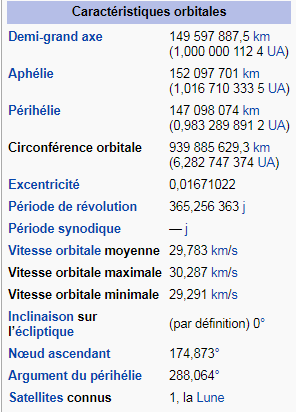 Caractéristiques orbitales
Demi-grand axe 149 597 887,5 km
(1,000 000 112 4 UA)
Aphélie 152 097 701 km
(1,016 710 333 5 UA)
Périhélie 147 098 074 km
(0,983 289 891 2 UA)
Circonférence orbitale 939 885 629,3 km
(6,282 747 374 UA)
Excentricité 0,01671022
Période de révolution 365,256 363 j
Période synodique — j
Vitesse orbitale moyenne 29,783 km/s
Vitesse orbitale maximale 30,287 km/s
Vitesse orbitale minimale 29,291 km/s
Inclinaison sur
l'écliptique (par définition) 0°
Nœud ascendant 174,873°
Argument du périhélie 288,064°
Satellites connus 1, la Lune